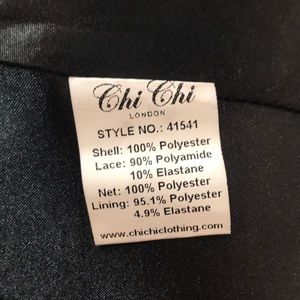 Chi Chi
LONDON
STYLE NO.: 41541
Shell: 100% Polyester
Lace: 90% Polyamide
10% Elastane
Net: 100% Polyester
Lining: 95.1% Polyester
4.9% Elastane
www.chichiclothing.com